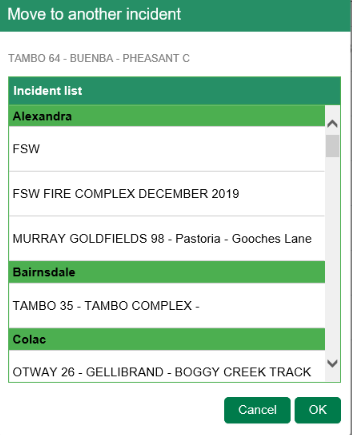 Move to another incident
TAMBO 64 - BUENBA - PHEASANT C
Incident list
Alexandra
FSW
FSW FIRE COMPLEX DECEMBER 2019
MURRAY GOLDFIELDS 98 - Pastoria - Gooches Lane
Bairnsdale
TAMBO 35 - TAMBO COMPLEX -
Colac
OTWAY 26 - GELLIBRAND - BOGGY CREEK TRACK
Cancel OK